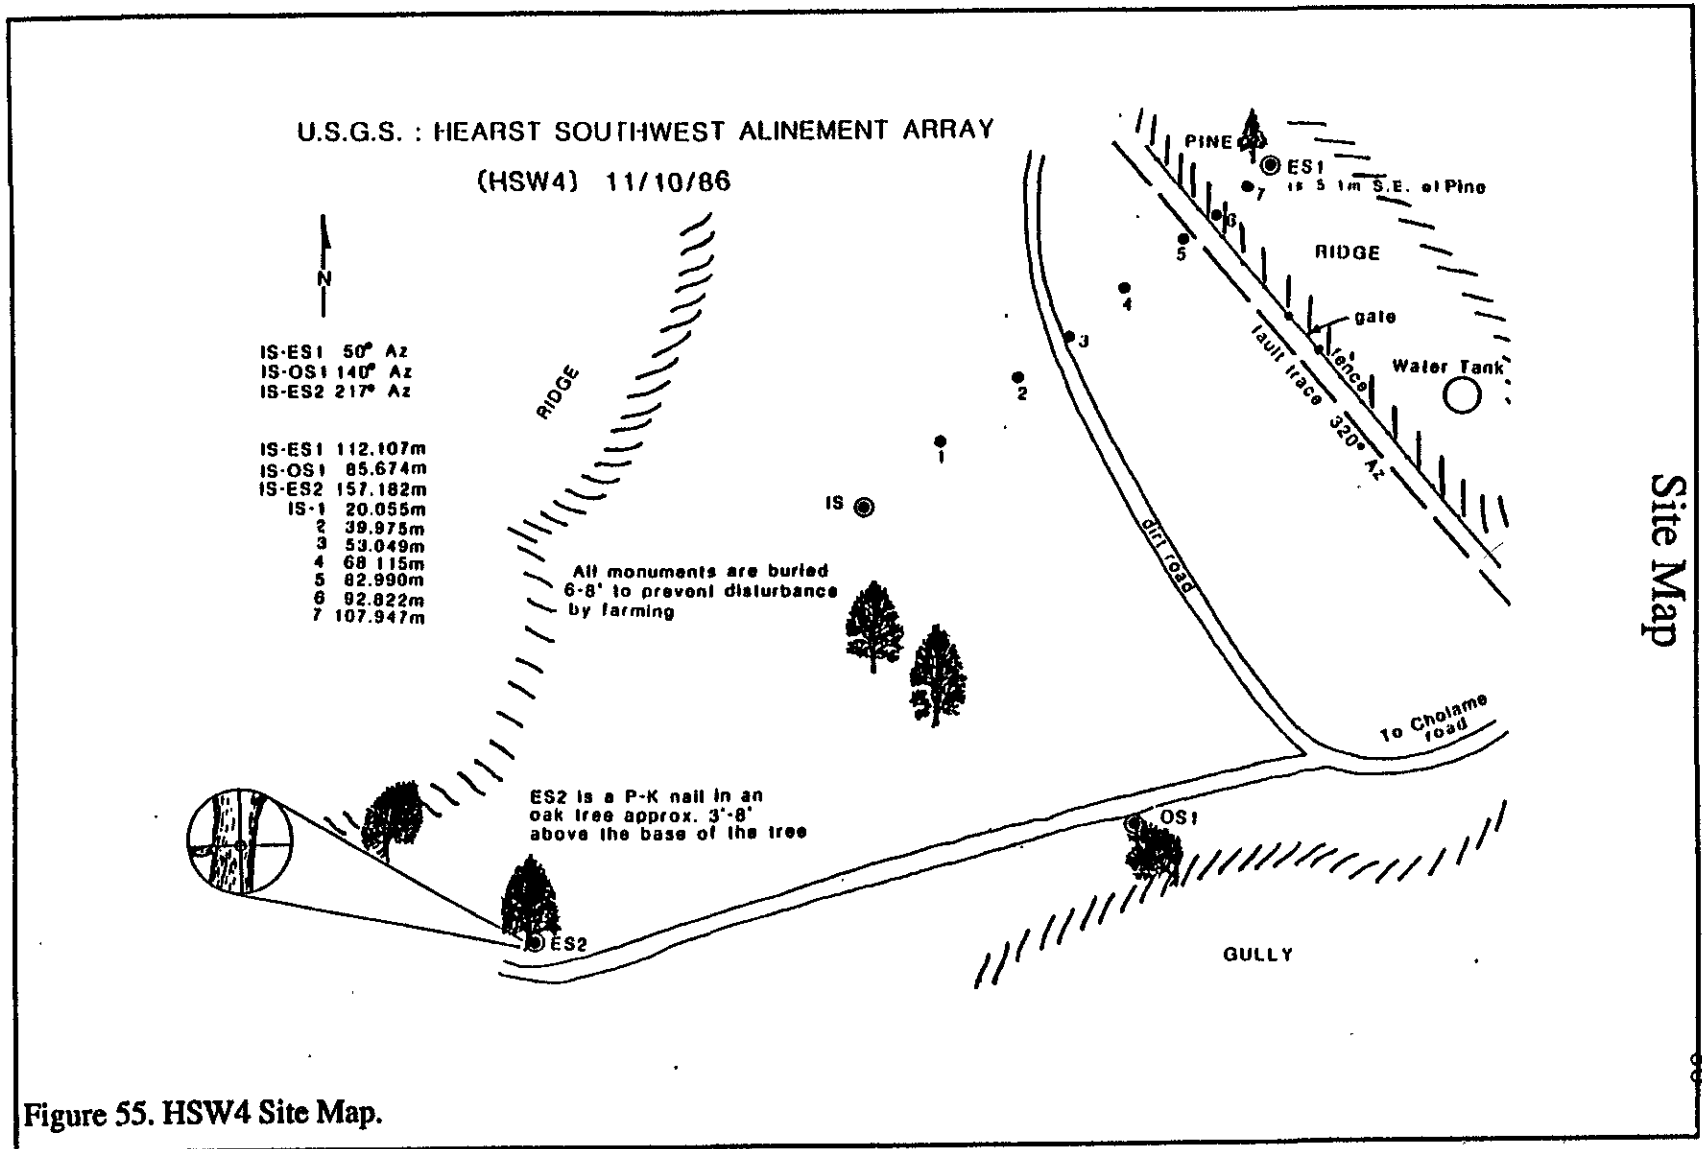 U.S.G.S. : HEARST SOUTHWEST ALINEMENT ARRAY
(HSW4) 11/10/86
N
IS-ES1 50° Az
IS-OS1 140° Az
IS-ES2 217° Az
IS-ES1 112.107m
IS-OS1 85.674m
IS-ES2 157.182m
IS-1 20.055m
2 39.975m
3 53.049m
4 68 115m
5 82.990m
6 92.822m
7 107.947m
RIDGE
All monuments are buried
6-8' to prevent disturbance
by farming
PINE
ES1
is 5 1m S.E. of Pine
7
6
5
4
3
2
1
IS
RIDGE
gate
fence
Water Tank
fault trace 320° Az
dirt road
To Cholame
road
ES2 is a P-K nail in an
oak tree approx. 3'-8'
above the base of the tree
OS1
ES2
GULLY
Site Map
Figure 55. HSW4 Site Map.